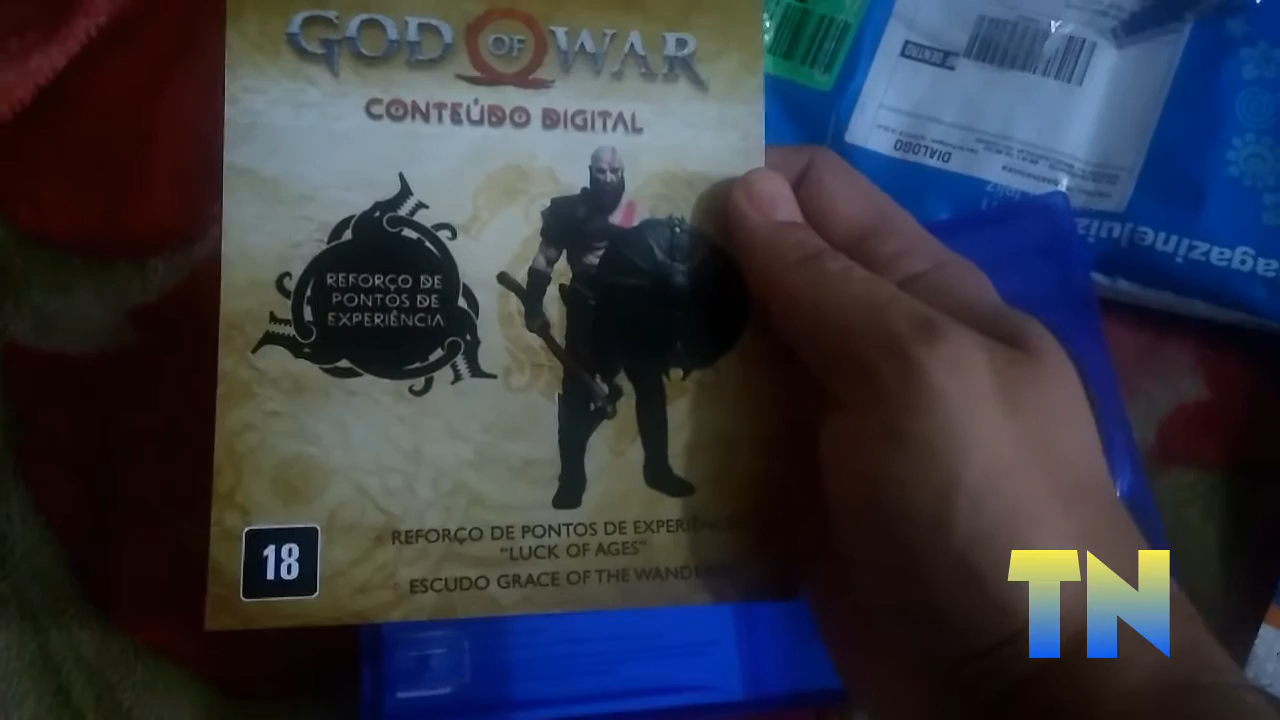 GOD OF WAR
CONTEÚDO DIGITAL
REFORÇO DE
PONTOS DE
EXPERIÊNCIA
REFORÇO DE PONTOS DE
"LUCK OF AGES"
ESCUDO GRACE OF THE
18
DIALOGO
agazineluiz
TN